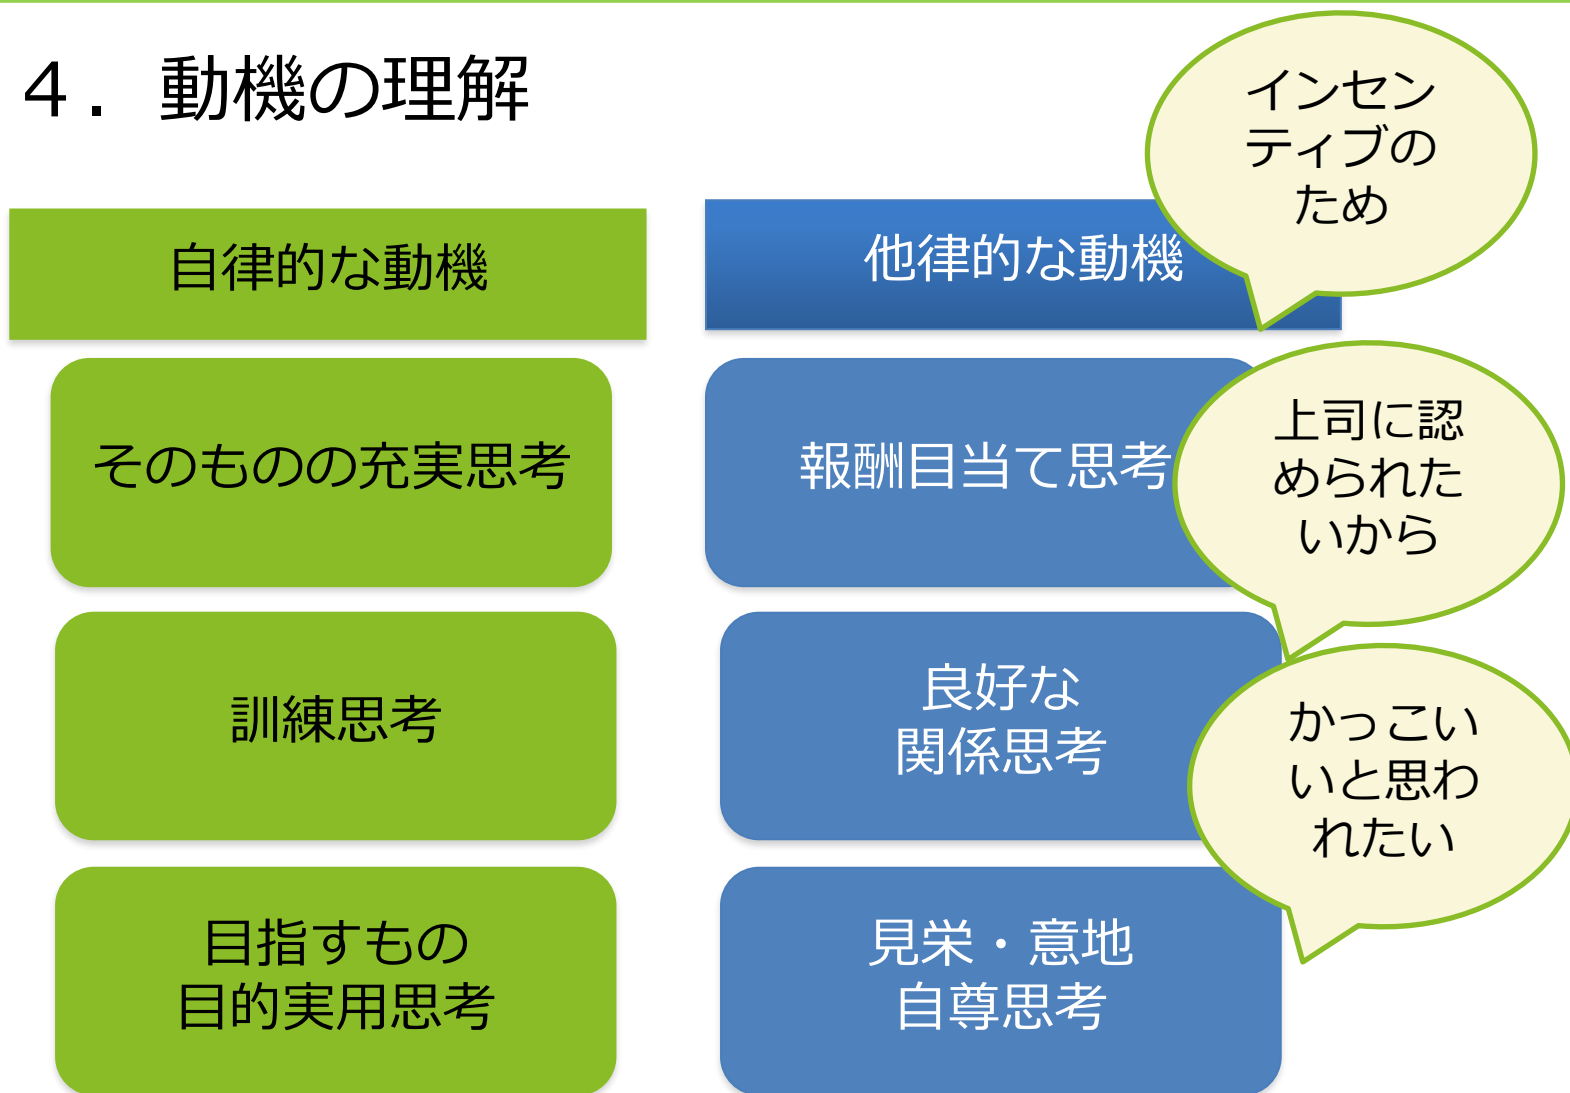 ４．動機の理解
自律的な動機
そのものの充実思考
訓練思考
目指すもの
目的実用思考
他律的な動機
報酬目当て思考
良好な
関係思考
見栄・意地
自尊思考
インセン
ティブの
ため
上司に認
められた
いから
かっこい
いと思わ
れたい